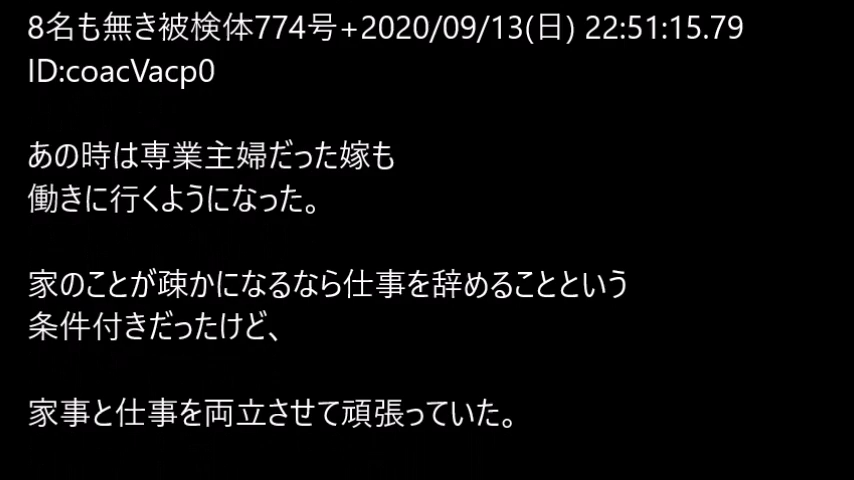 8名も無き被検体774号+2020/09/13(日) 22:51:15.79
ID:coacVacp0
あの時は専業主婦だった嫁も
働きに行くようになった。
家のことが疎かになるなら仕事を辞めることという
条件付きだったけど、
家事と仕事を両立させて頑張っていた。